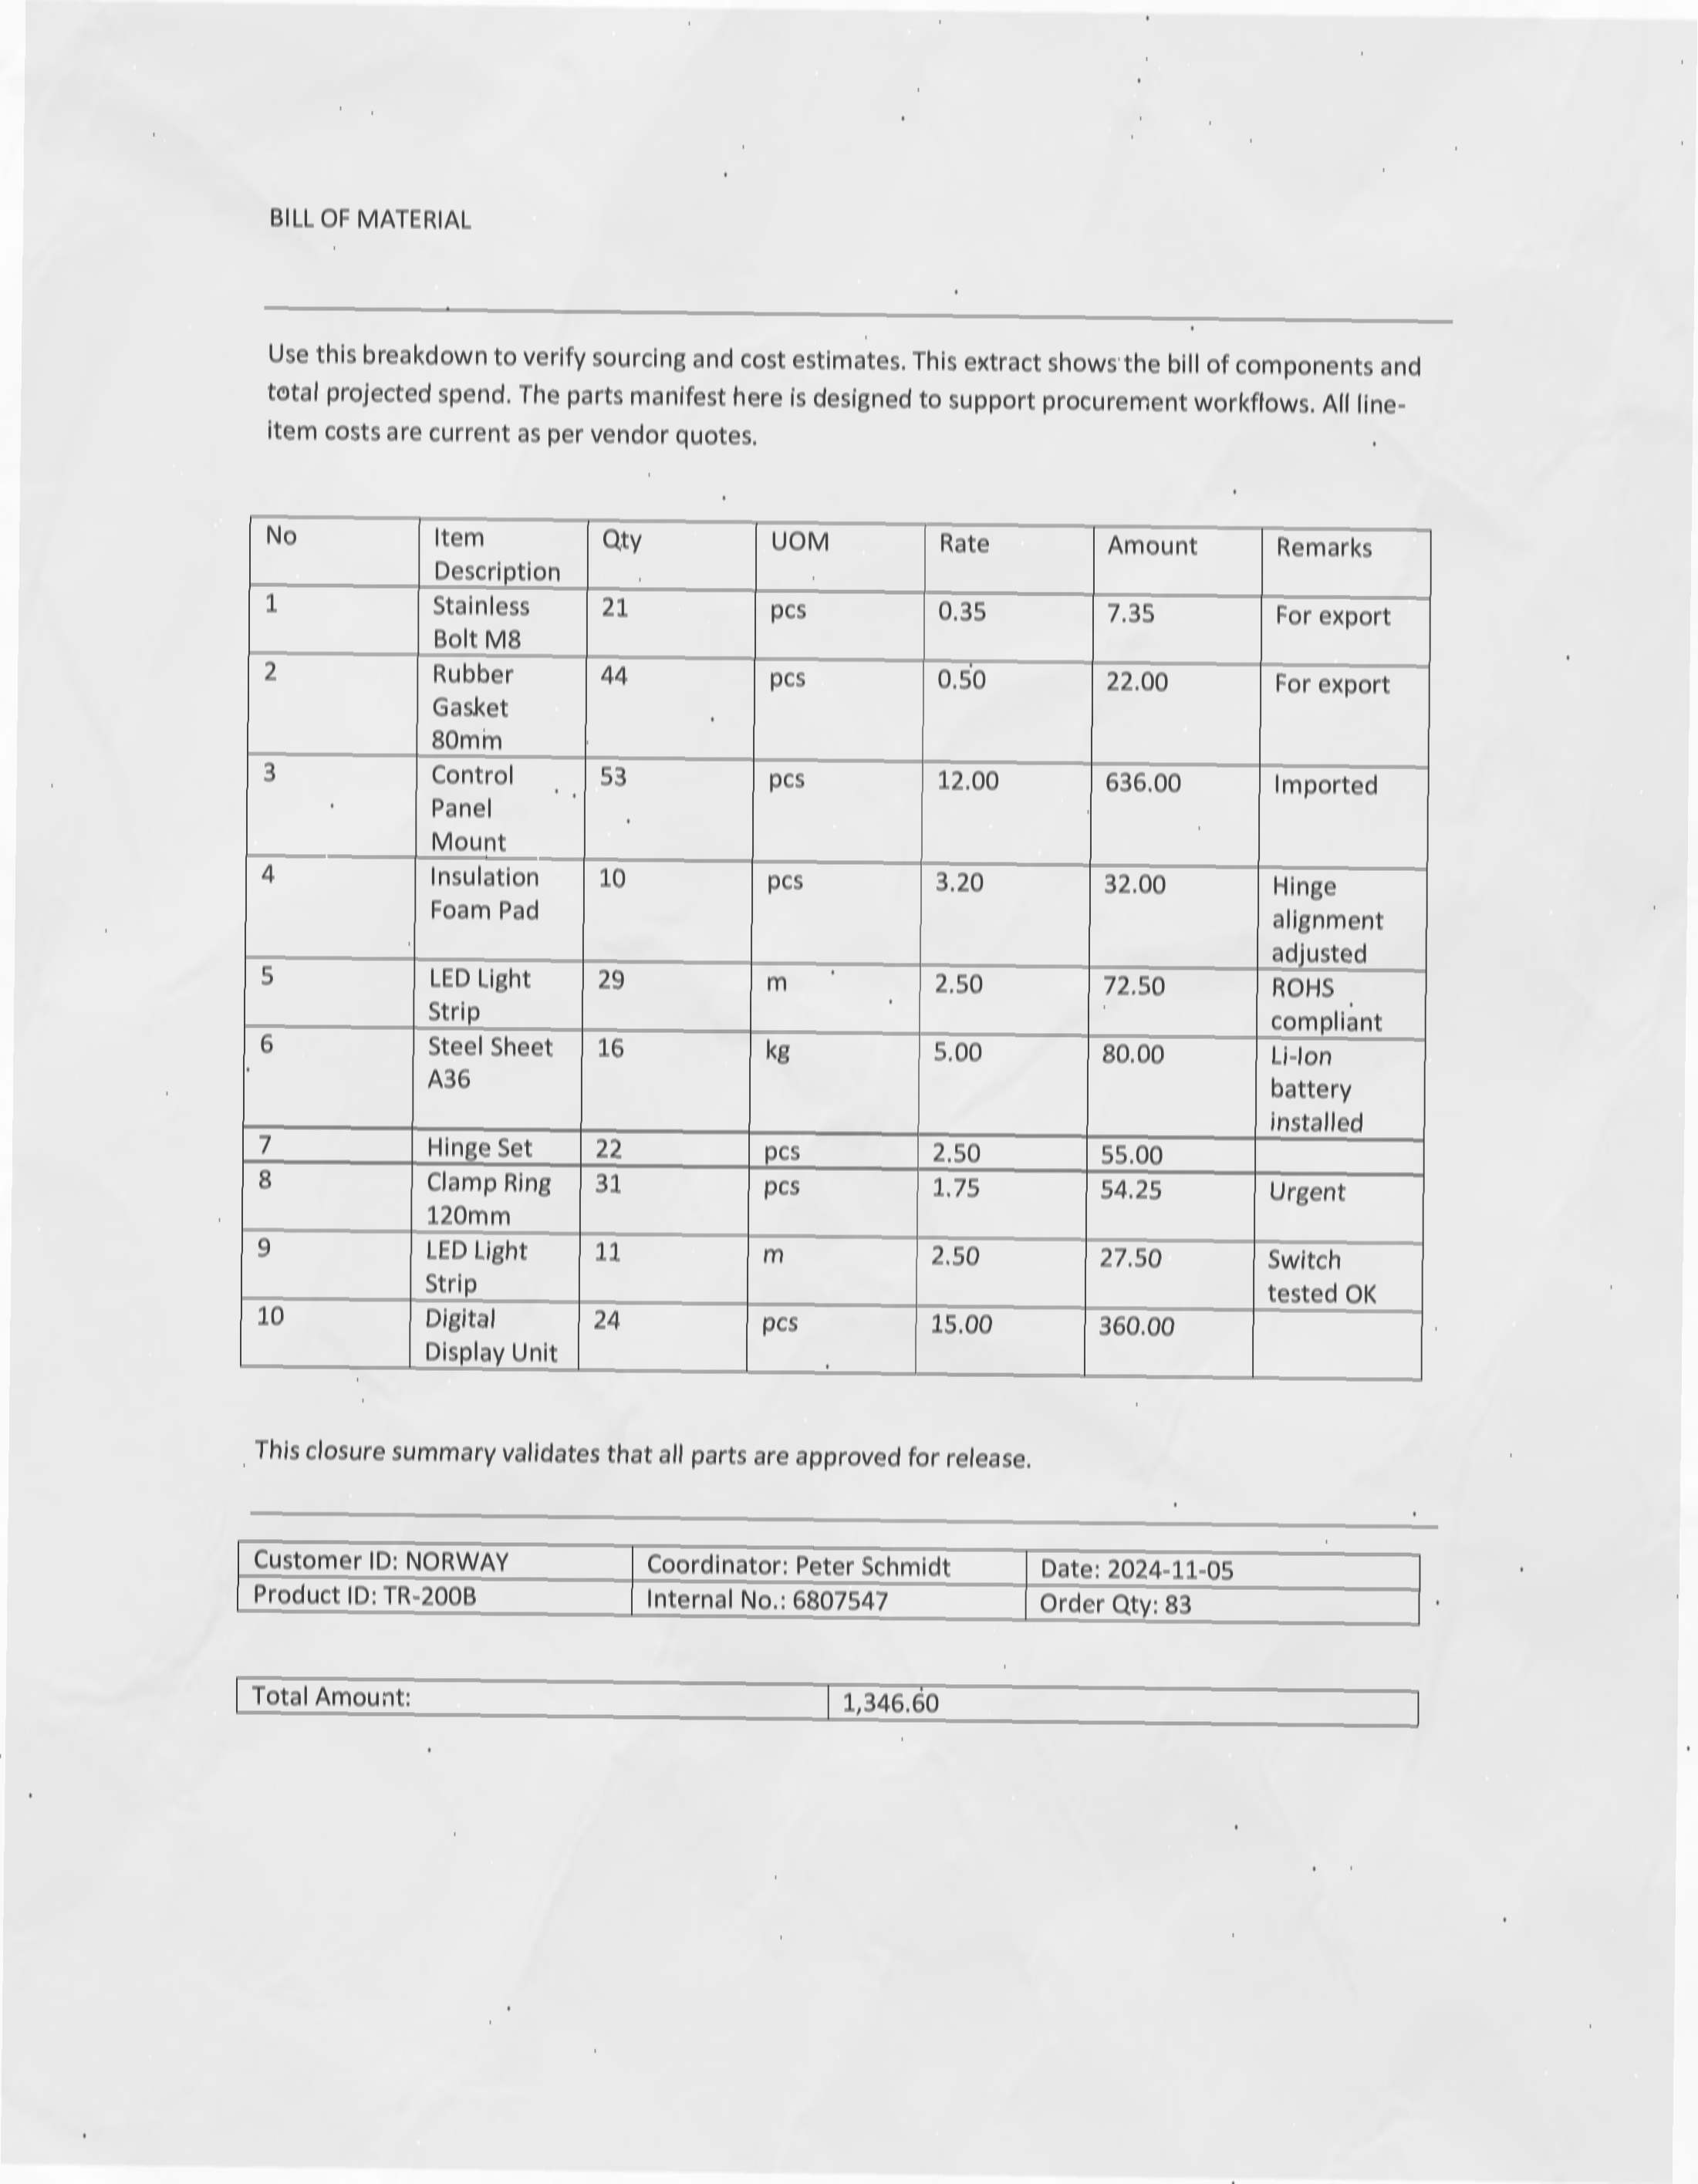 BILL OF MATERIAL
Use this breakdown to verify sourcing and cost estimates. This extract shows the bill of components and
total projected spend. The parts manifest here is designed to support procurement workflows. All line-
item costs are current as per vendor quotes.
No Item Description Qty UOM Rate Amount Remarks
1 Stainless Bolt M8 21 pcs 0.35 7.35 For export
2 Rubber Gasket 80mm 44 pcs 0.50 22.00 For export
3 Control Panel Mount 53 pcs 12.00 636.00 Imported
4 Insulation Foam Pad 10 pcs 3.20 32.00 Hinge alignment adjusted
5 LED Light Strip 29 m 2.50 72.50 ROHS compliant
6 Steel Sheet A36 16 kg 5.00 80.00 Li-Ion battery installed
7 Hinge Set 22 pcs 2.50 55.00
8 Clamp Ring 120mm 31 pcs 1.75 54.25 Urgent
9 LED Light Strip 11 m 2.50 27.50 Switch tested OK
10 Digital Display Unit 24 pcs 15.00 360.00
This closure summary validates that all parts are approved for release.
Customer ID: NORWAY Coordinator: Peter Schmidt Date: 2024-11-05
Product ID: TR-200B Internal No.: 6807547 Order Qty: 83
Total Amount: 1,346.60